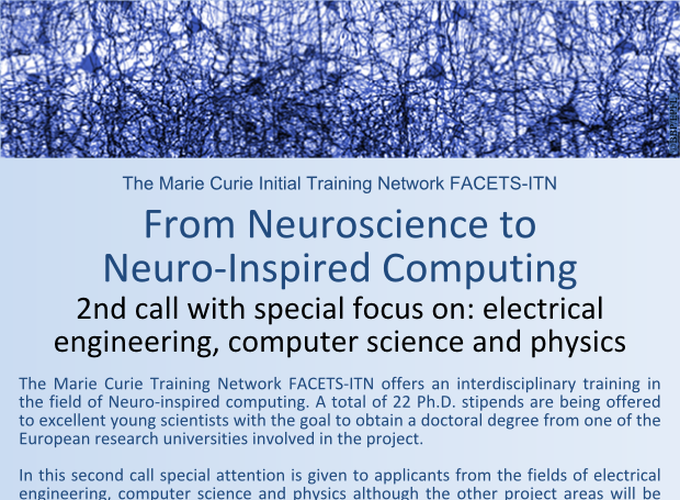 The Marie Curie Initial Training Network FACETS-ITN
From Neuroscience to
Neuro-Inspired Computing
2nd call with special focus on: electrical
engineering, computer science and physics
The Marie Curie Training Network FACETS-ITN offers an interdisciplinary training in
the field of Neuro-inspired computing. A total of 22 Ph.D. stipends are being offered
to excellent young scientists with the goal to obtain a doctoral degree from one of the
European research universities involved in the project.
In this second call special attention is given to applicants from the fields of electrical
engineering, computer science and physics although the other project areas will be